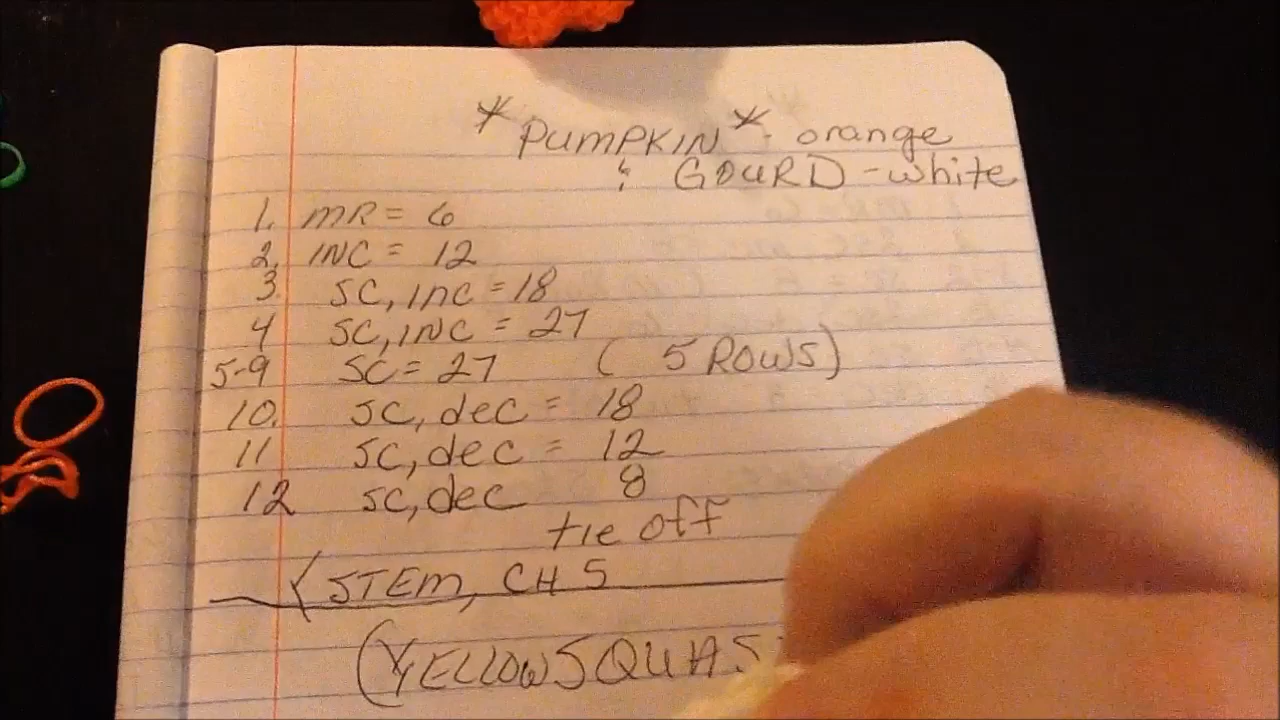 * PUMPKIN * - orange
& GOURD - white
1. MR = 6
2. INC = 12
3. SC, inc = 18
4 SC, INC = 27
5-9 SC = 27 ( 5 ROWS)
10. SC, dec = 18
11 SC, dec = 12
12 SC, dec 8
tie off
STEM, CH 5
(YELLOW SQUAS